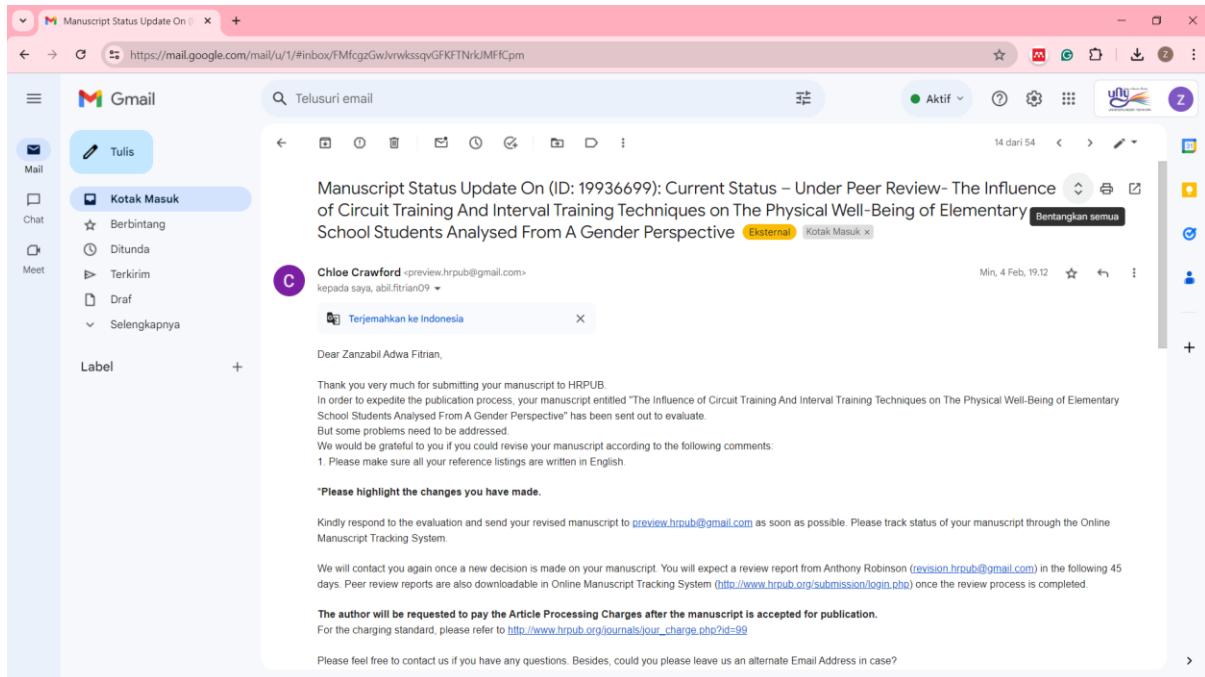 Manuscript Status Update On (
https://mail.google.com/mail/u/1/#inbox/FMfcgzGwJvrwkssqvGFKFTNrkJMFfCpm
Z
Gmail
Telusuri email
Aktif
uny
Z
Mail
Chat
Meet
Tulis
Kotak Masuk
Berbintang
Ditunda
Terkirim
Draf
Selengkapnya
Label
14 dari 54
Manuscript Status Update On (ID: 19936699): Current Status – Under Peer Review- The Influence
of Circuit Training And Interval Training Techniques on The Physical Well-Being of Elementary
School Students Analysed From A Gender Perspective Eksternal Kotak Masuk ×
Bentangkan semua
C
Chloe Crawford <preview.hrpub@gmail.com>
Min, 4 Feb, 19.12
kepada saya, abil.fitrian09
Terjemahkan ke Indonesia
Dear Zanzabil Adwa Fitrian,
Thank you very much for submitting your manuscript to HRPUB.
In order to expedite the publication process, your manuscript entitled "The Influence of Circuit Training And Interval Training Techniques on The Physical Well-Being of Elementary
School Students Analysed From A Gender Perspective" has been sent out to evaluate.
But some problems need to be addressed.
We would be grateful to you if you could revise your manuscript according to the following comments:
1. Please make sure all your reference listings are written in English.
*Please highlight the changes you have made.
Kindly respond to the evaluation and send your revised manuscript to preview.hrpub@gmail.com as soon as possible. Please track status of your manuscript through the Online
Manuscript Tracking System.
We will contact you again once a new decision is made on your manuscript. You will expect a review report from Anthony Robinson (revision.hrpub@gmail.com) in the following 45
days. Peer review reports are also downloadable in Online Manuscript Tracking System (http://www.hrpub.org/submission/login.php) once the review process is completed.
The author will be requested to pay the Article Processing Charges after the manuscript is accepted for publication.
For the charging standard, please refer to http://www.hrpub.org/journals/jour_charge.php?id=99
Please feel free to contact us if you have any questions. Besides, could you please leave us an alternate Email Address in case?